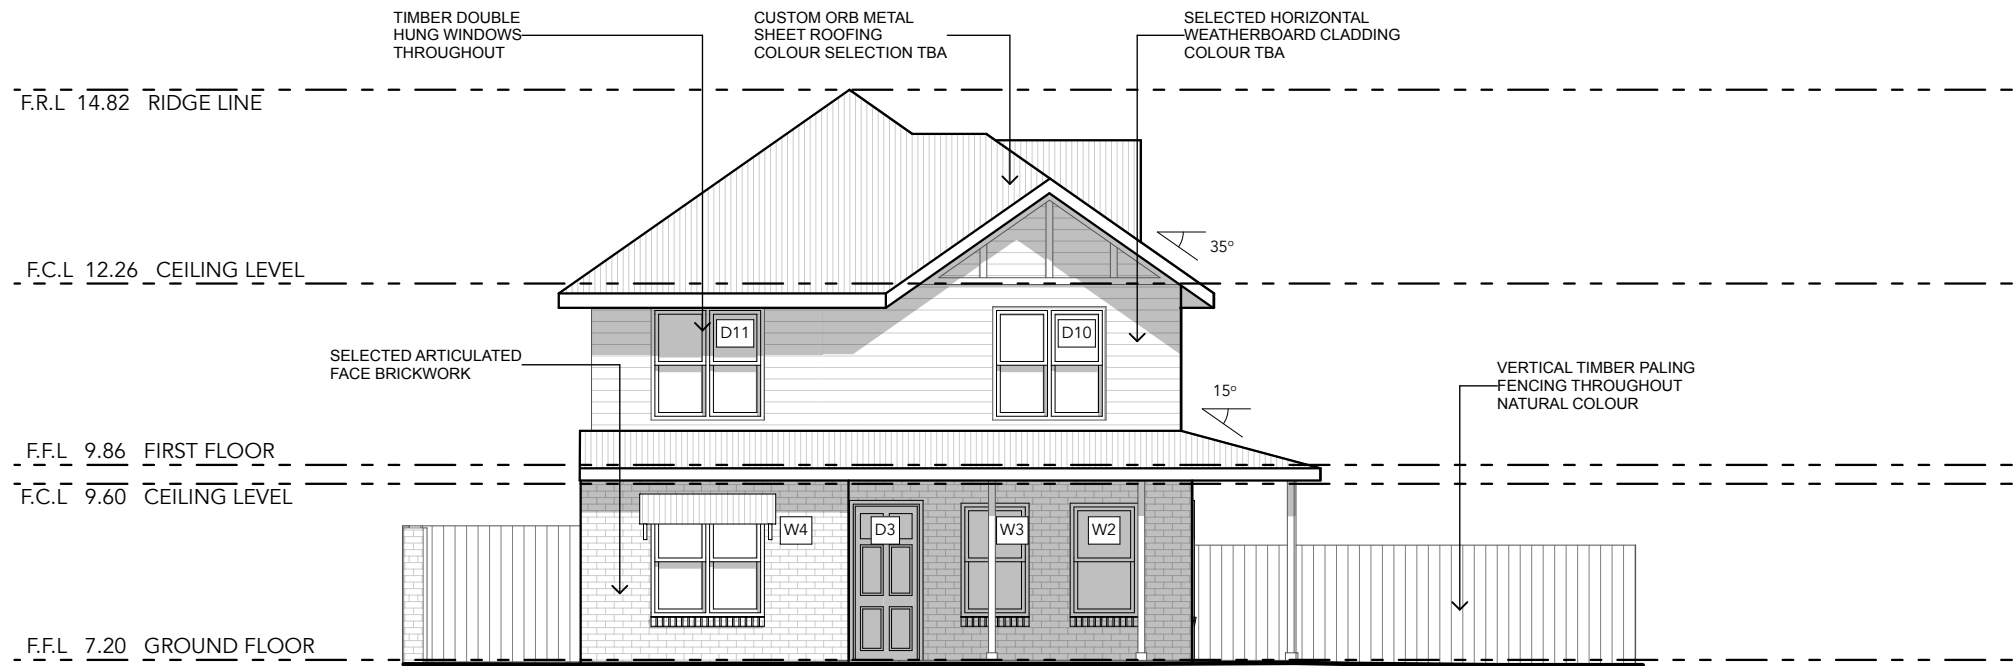 TIMBER DOUBLE
HUNG WINDOWS
THROUGHOUT
CUSTOM ORB METAL
SHEET ROOFING
COLOUR SELECTION TBA
SELECTED HORIZONTAL
WEATHERBOARD CLADDING
COLOUR TBA
F.R.L 14.82 RIDGE LINE
35°
F.C.L 12.26 CEILING LEVEL
D11
D10
SELECTED ARTICULATED
FACE BRICKWORK
VERTICAL TIMBER PALING
FENCING THROUGHOUT
NATURAL COLOUR
15°
F.F.L 9.86 FIRST FLOOR
F.C.L 9.60 CEILING LEVEL
W4
D3
W3
W2
F.F.L 7.20 GROUND FLOOR